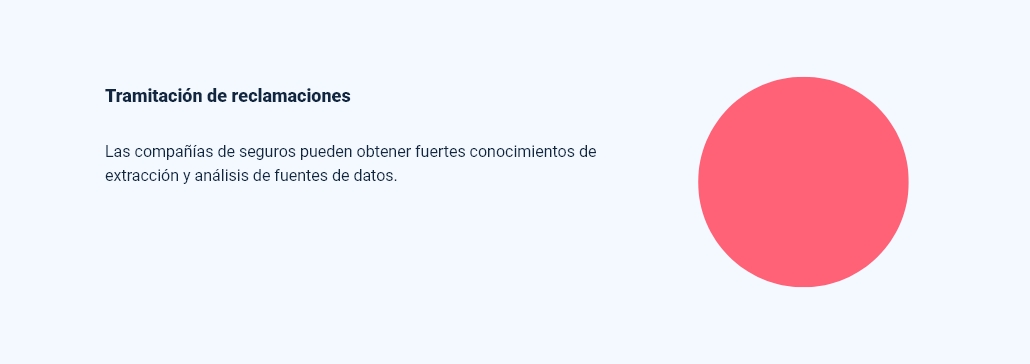 Tramitación de reclamaciones
Las compañías de seguros pueden obtener fuertes conocimientos de
extracción y análisis de fuentes de datos.